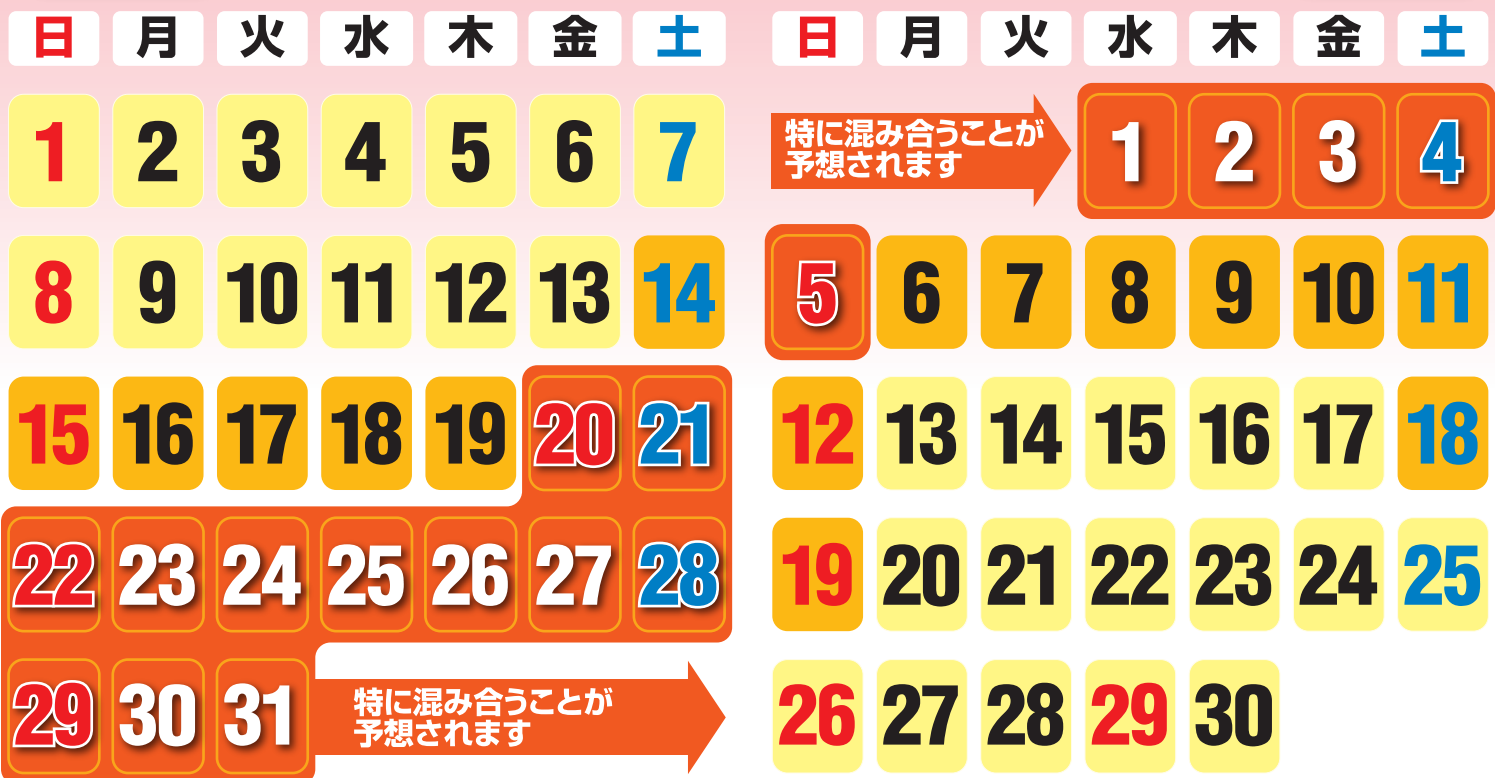 日 月 火 水 木 金 土
1 2 3 4 5 6 7
8 9 10 11 12 13 14
15 16 17 18 19 20 21
22 23 24 25 26 27 28
29 30 31
特に混み合うことが
予想されます
日 月 火 水 木 金 土
特に混み合うことが
予想されます
1 2 3 4
5 6 7 8 9 10 11
12 13 14 15 16 17 18
19 20 21 22 23 24 25
26 27 28 29 30